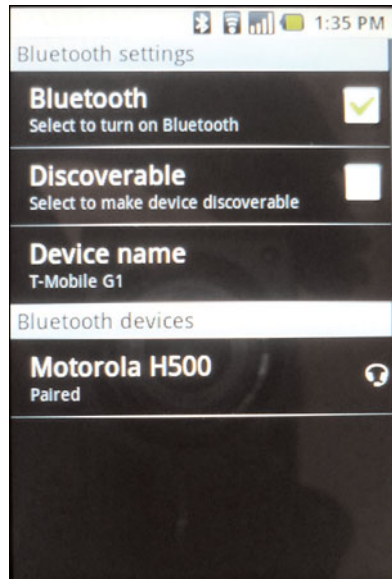 1:35 PM
Bluetooth settings
Bluetooth
Select to turn on Bluetooth
Discoverable
Select to make device discoverable
Device name
T-Mobile G1
Bluetooth devices
Motorola H500
Paired